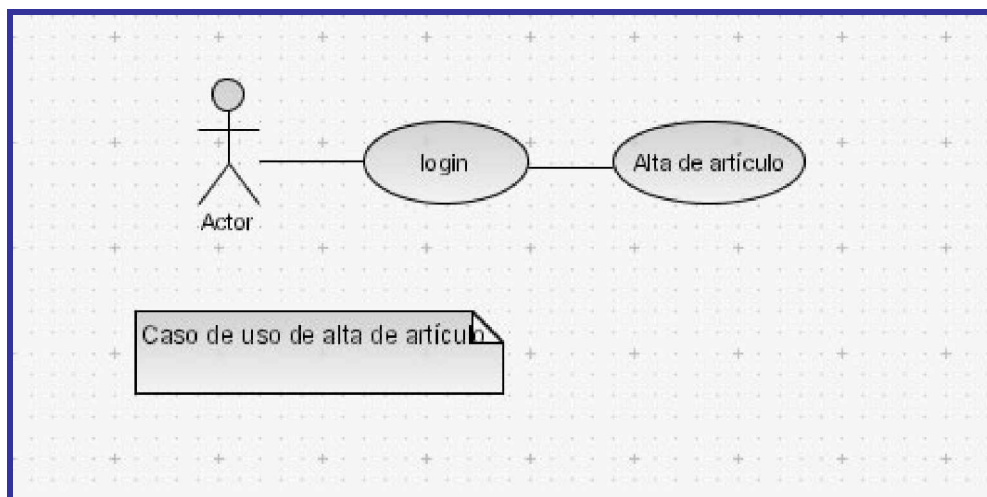 login
Alta de artículo
Actor
Caso de uso de alta de artículo